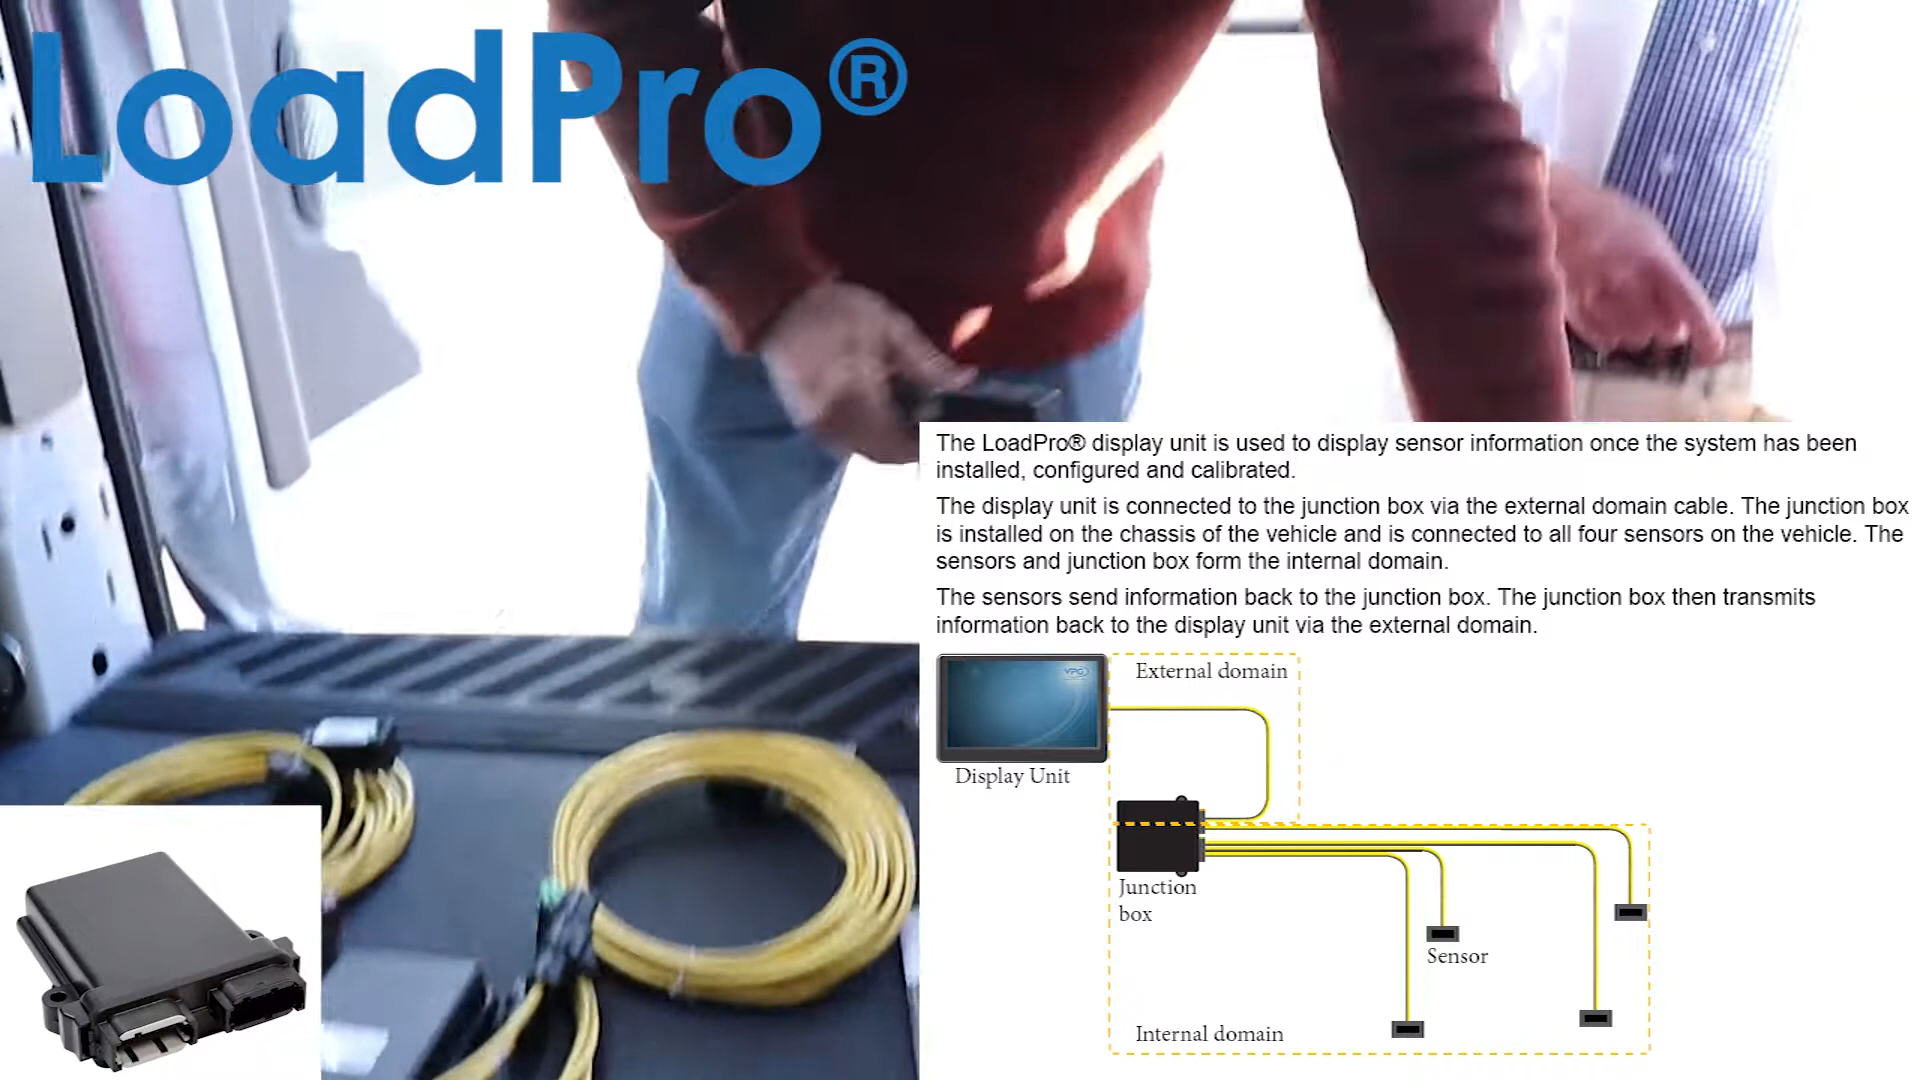 LoadPro®
The LoadPro® display unit is used to display sensor information once the system has been
installed, configured and calibrated.
The display unit is connected to the junction box via the external domain cable. The junction box
is installed on the chassis of the vehicle and is connected to all four sensors on the vehicle. The
sensors and junction box form the internal domain.
The sensors send information back to the junction box. The junction box then transmits
information back to the display unit via the external domain.
VPG
External domain
Display Unit
Junction
box
Sensor
Internal domain